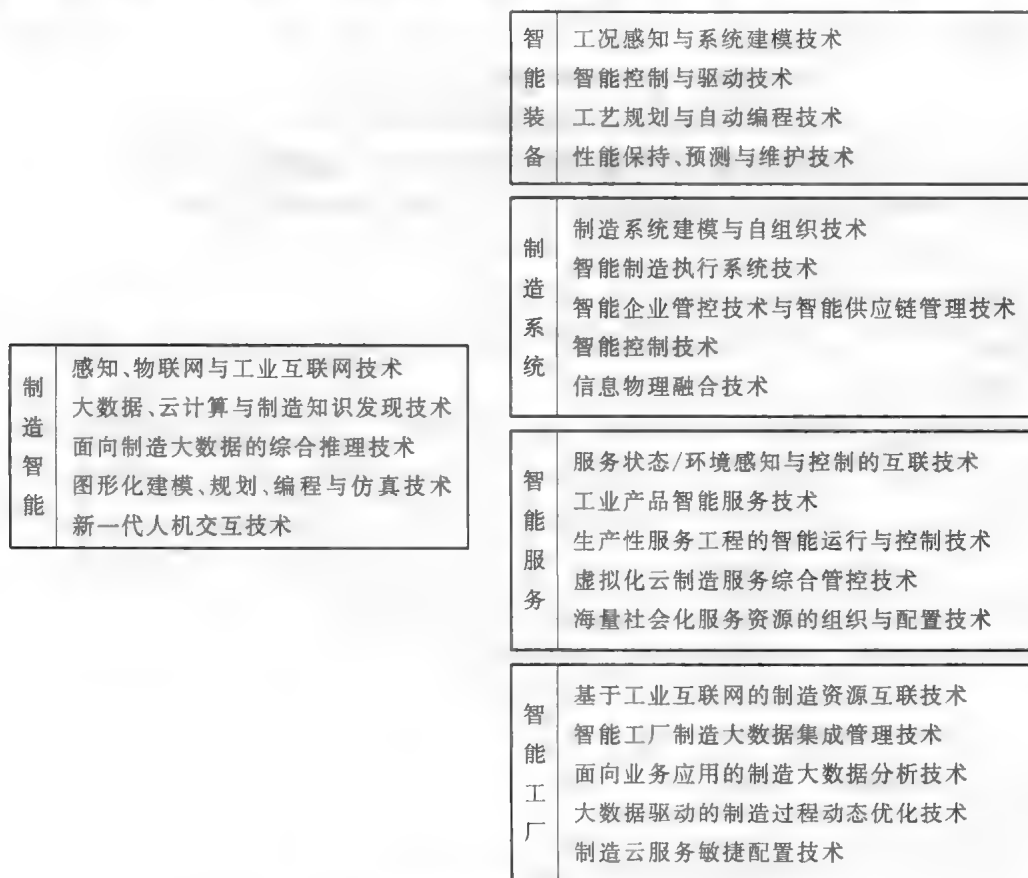 制造智能
感知、物联网与工业互联网技术
大数据、云计算与制造知识发现技术
面向制造大数据的综合推理技术
图形化建模、规划、编程与仿真技术
新一代人机交互技术
智能装备
工况感知与系统建模技术
智能控制与驱动技术
工艺规划与自动编程技术
性能保持、预测与维护技术
制造系统
制造系统建模与自组织技术
智能制造执行系统技术
智能企业管控技术与智能供应链管理技术
智能控制技术
信息物理融合技术
智能服务
服务状态/环境感知与控制的互联技术
工业产品智能服务技术
生产性服务工程的智能运行与控制技术
虚拟化云制造服务综合管控技术
海量社会化服务资源的组织与配置技术
智能工厂
基于工业互联网的制造资源互联技术
智能工厂制造大数据集成管理技术
面向业务应用的制造大数据分析技术
大数据驱动的制造过程动态优化技术
制造云服务敏捷配置技术